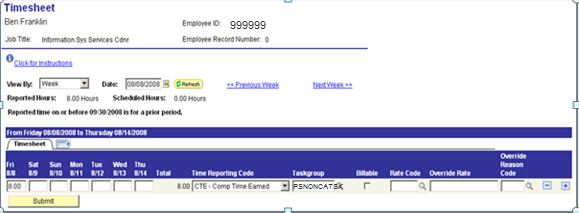 Timesheet
Ben Franklin
Employee ID: 999999
Job Title: Information Sys Services Cdnr Employee Record Number: 0
Click for Instructions
View By: Week Date: 08/08/2008 Refresh << Previous Week Next Week >>
Reported Hours: 8.00 Hours Scheduled Hours: 0.00 Hours
Reported time on or before 09/30/2008 is for a prior period.
From Friday 08/08/2008 to Thursday 08/14/2008
Timesheet
Fri 8/8 Sat 8/9 Sun 8/10 Mon 8/11 Tue 8/12 Wed 8/13 Thu 8/14 Total Time Reporting Code Taskgroup Billable Rate Code Override Rate Override Reason Code
8.00 8.00 CTE - Comp Time Earned PSNONCATSK
Submit